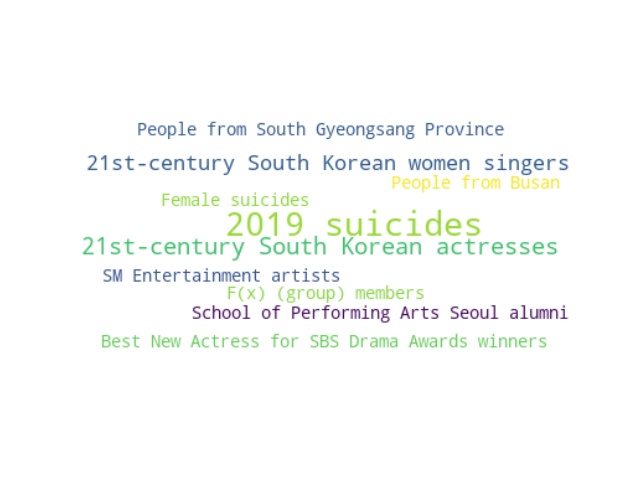 People from South Gyeongsang Province
21st-century South Korean women singers
People from Busan
Female suicides
2019 suicides
21st-century South Korean actresses
SM Entertainment artists
F(x) (group) members
School of Performing Arts Seoul alumni
Best New Actress for SBS Drama Awards winners